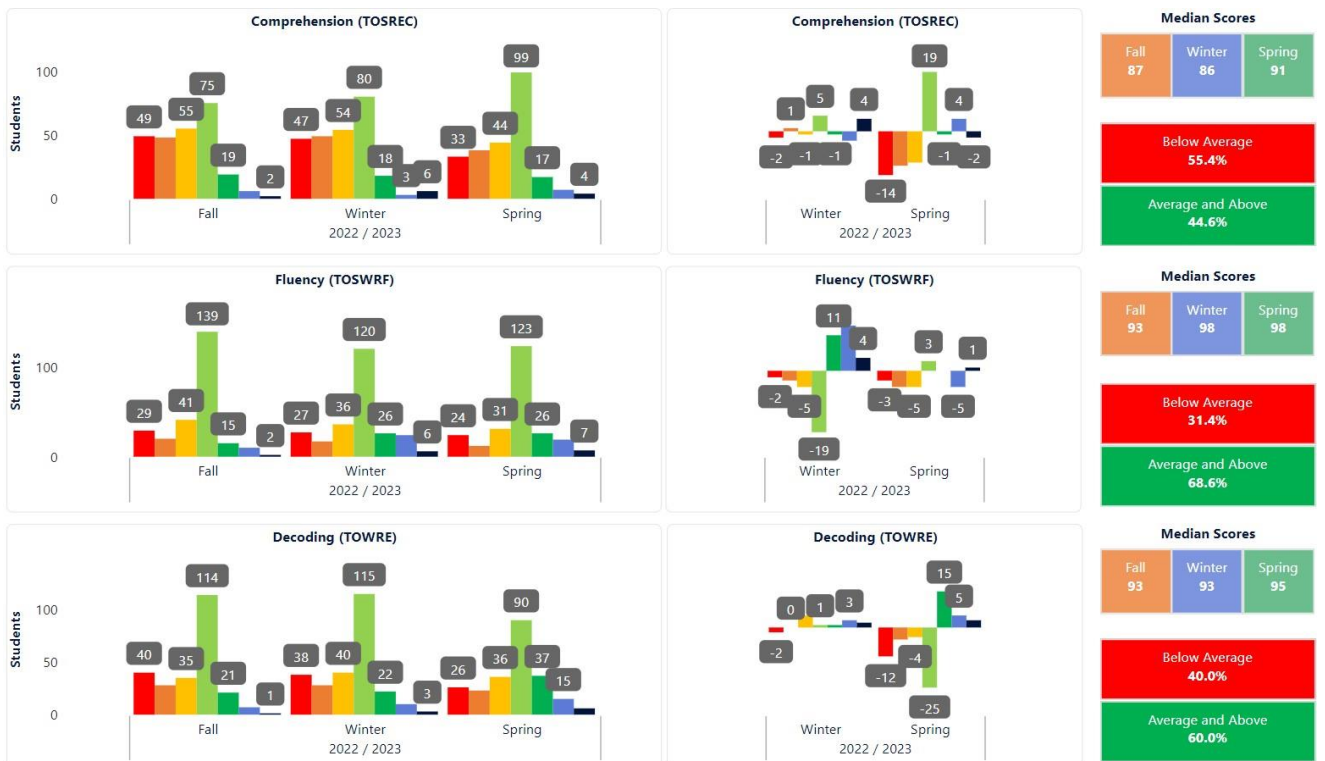 Comprehension (TOSREC)
Students
100
50
0
49
55
75
19
2
47
54
80
18
3
6
33
44
99
17
4
Fall
Winter
Spring
2022 / 2023
Comprehension (TOSREC)
-2
1
-1
5
-1
4
-14
19
-1
4
-2
Winter
Spring
2022 / 2023
Median Scores
Fall
87
Winter
86
Spring
91
Below Average
55.4%
Average and Above
44.6%
Fluency (TOSWRF)
Students
100
0
29
41
139
15
2
27
36
120
26
6
24
31
123
26
7
Fall
Winter
Spring
2022 / 2023
Fluency (TOSWRF)
-2
-5
-19
11
4
-3
-5
3
-5
1
Winter
Spring
2022 / 2023
Median Scores
Fall
93
Winter
98
Spring
98
Below Average
31.4%
Average and Above
68.6%
Decoding (TOWRE)
Students
100
50
0
40
35
114
21
1
38
40
115
22
3
26
36
90
37
15
Fall
Winter
Spring
2022 / 2023
Decoding (TOWRE)
-2
0
1
3
-12
-4
-25
15
5
Winter
Spring
2022 / 2023
Median Scores
Fall
93
Winter
93
Spring
95
Below Average
40.0%
Average and Above
60.0%